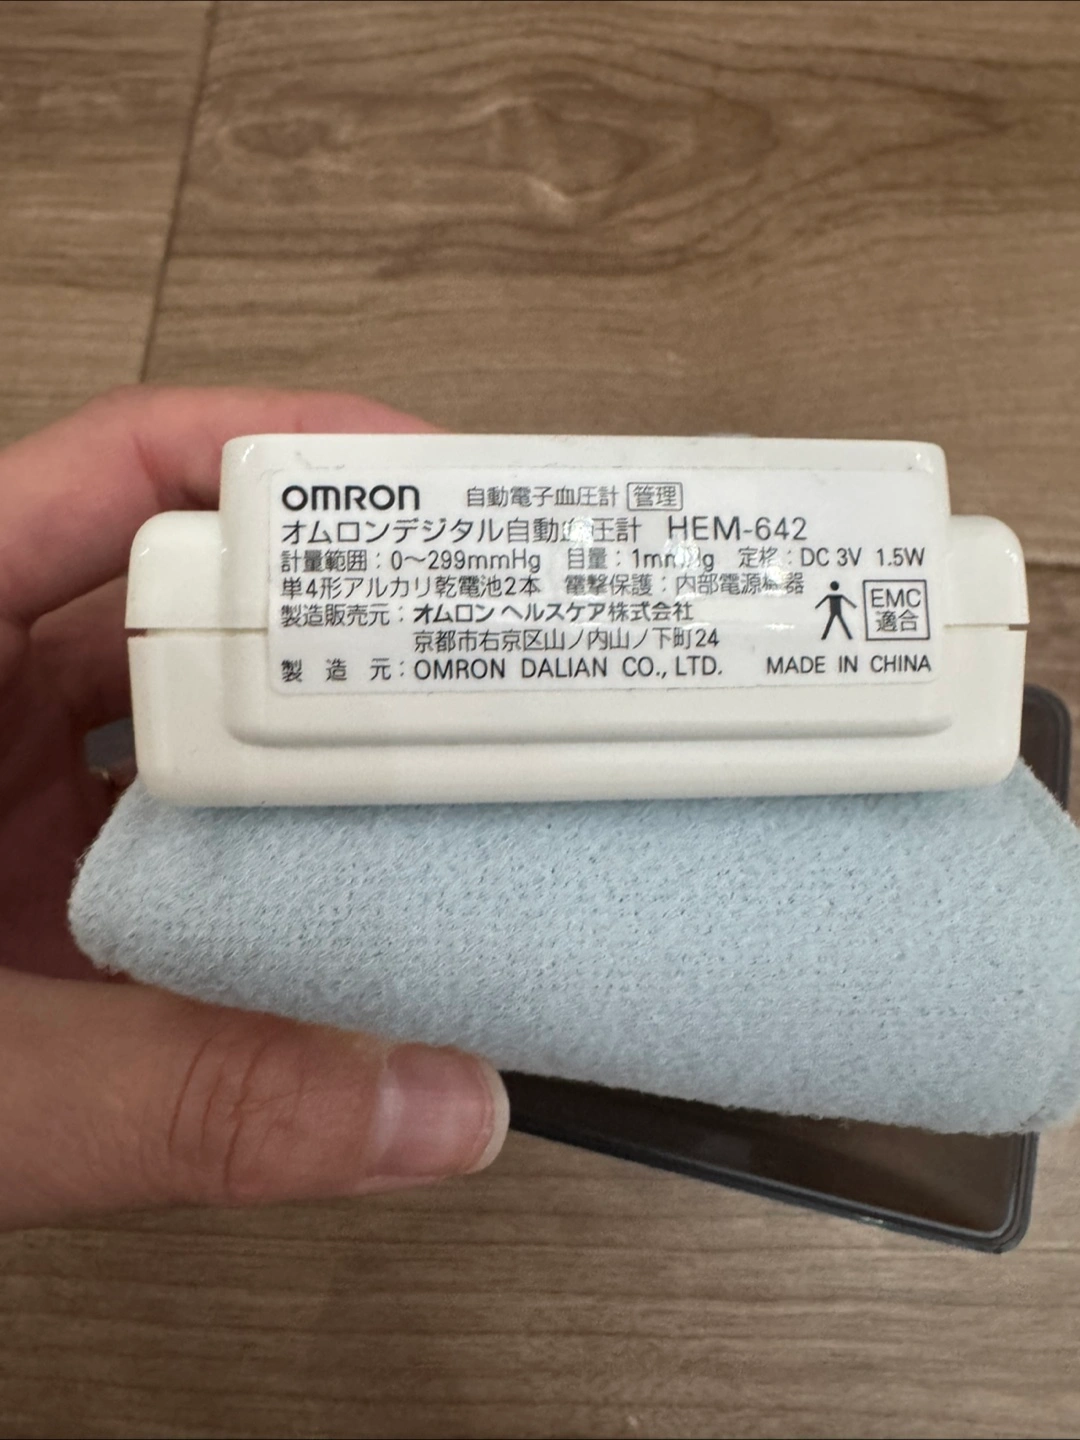 OMRON 自動電子血圧計 管理
オムロンデジタル自動血圧計 HEM-642
計量範囲：0〜299mmHg 目量：1mmHg 定格：DC 3V 1.5W
単4形アルカリ乾電池2本 電撃保護：内部電源機器
製造販売元：オムロン ヘルスケア株式会社
京都市右京区山ノ内山ノ下町24
製造元：OMRON DALIAN CO., LTD. MADE IN CHINA
EMC
適合